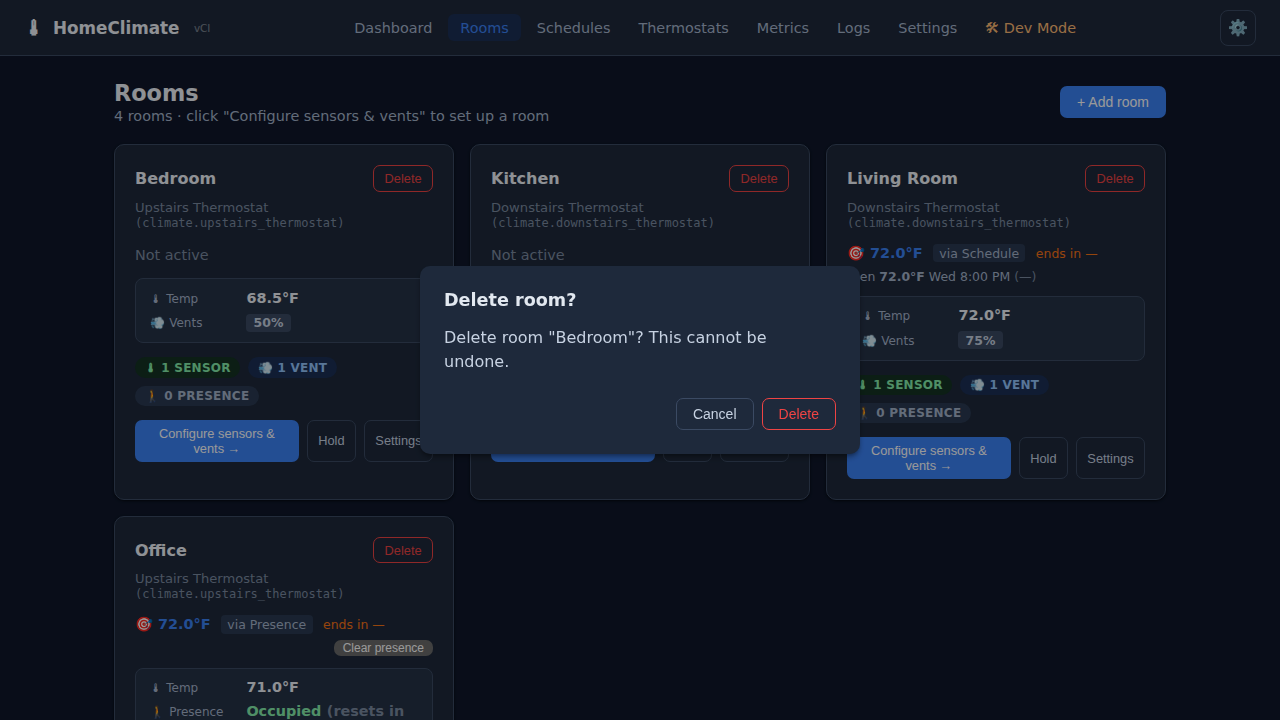 HomeClimate vCI Dashboard Rooms Schedules Thermostats Metrics Logs Settings 🛠 Dev Mode
Rooms
4 rooms · click "Configure sensors & vents" to set up a room
+ Add room
Bedroom Delete
Upstairs Thermostat
(climate.upstairs_thermostat)
Not active
Temp 68.5°F
Vents 50%
1 SENSOR 1 VENT
0 PRESENCE
Configure sensors &
vents →
Hold
Settings
Kitchen Delete
Downstairs Thermostat
(climate.downstairs_thermostat)
Not active
Living Room Delete
Downstairs Thermostat
(climate.downstairs_thermostat)
72.0°F via Schedule ends in —
72.0°F Wed 8:00 PM (—)
Temp 72.0°F
Vents 75%
1 SENSOR 1 VENT
0 PRESENCE
Configure sensors &
vents →
Hold
Settings
Delete room?
Delete room "Bedroom"? This cannot be
undone.
Cancel Delete
Office Delete
Upstairs Thermostat
(climate.upstairs_thermostat)
72.0°F via Presence ends in —
Clear presence
Temp 71.0°F
Presence Occupied (resets in